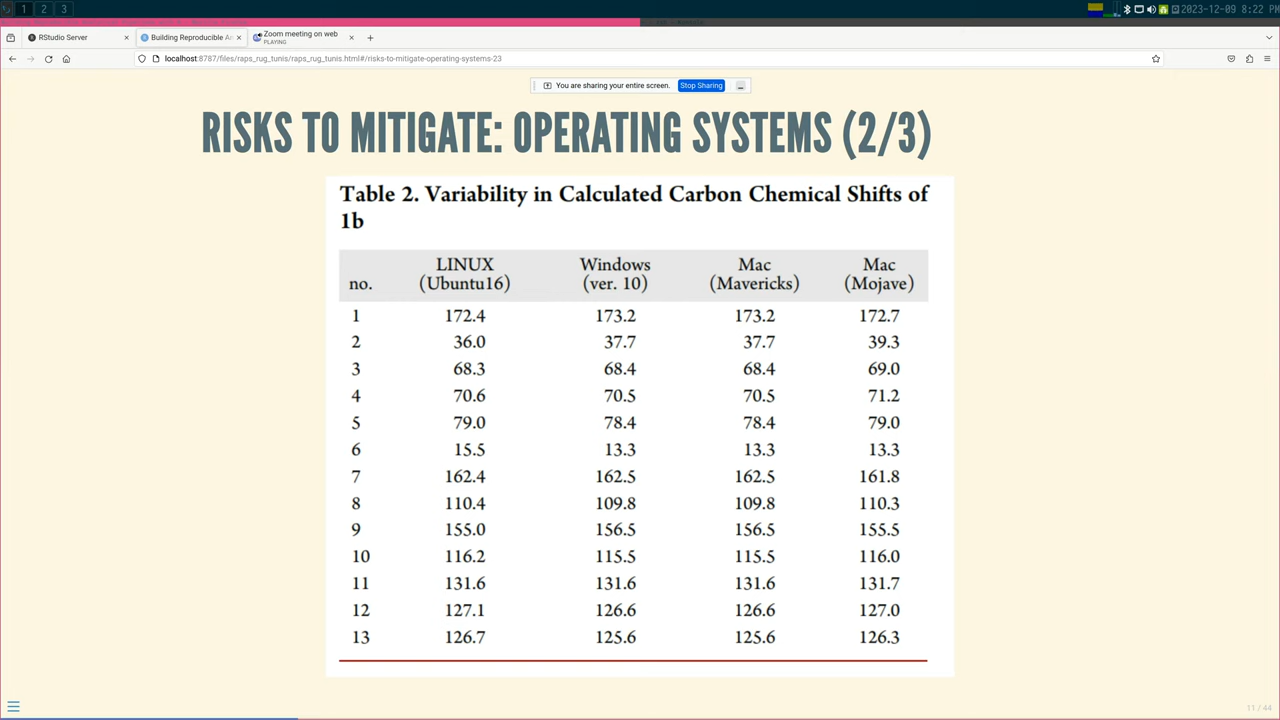 1 2 3 2023-12-09 8:22 PM
RStudio Server × Building Reproducible An × Zoom meeting on web × +
PLAYING
localhost:8787/files/raps_rug_tunis/raps_rug_tunis.html#/risks-to-mitigate-operating-systems-23
You are sharing your entire screen. Stop Sharing
RISKS TO MITIGATE: OPERATING SYSTEMS (2/3)
Table 2. Variability in Calculated Carbon Chemical Shifts of
1b
no. LINUX (Ubuntu16) Windows (ver. 10) Mac (Mavericks) Mac (Mojave)
1 172.4 173.2 173.2 172.7
2 36.0 37.7 37.7 39.3
3 68.3 68.4 68.4 69.0
4 70.6 70.5 70.5 71.2
5 79.0 78.4 78.4 79.0
6 15.5 13.3 13.3 13.3
7 162.4 162.5 162.5 161.8
8 110.4 109.8 109.8 110.3
9 155.0 156.5 156.5 155.5
10 116.2 115.5 115.5 116.0
11 131.6 131.6 131.6 131.7
12 127.1 126.6 126.6 127.0
13 126.7 125.6 125.6 126.3
11 / 44